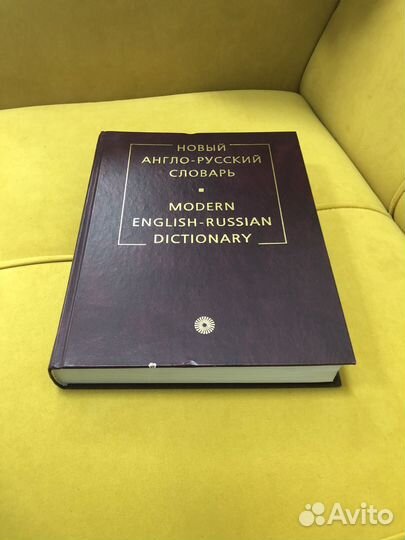 НОВЫЙ
АНГЛО-РУССКИЙ
СЛОВАРЬ
MODERN
ENGLISH-RUSSIAN
DICTIONARY
Avito